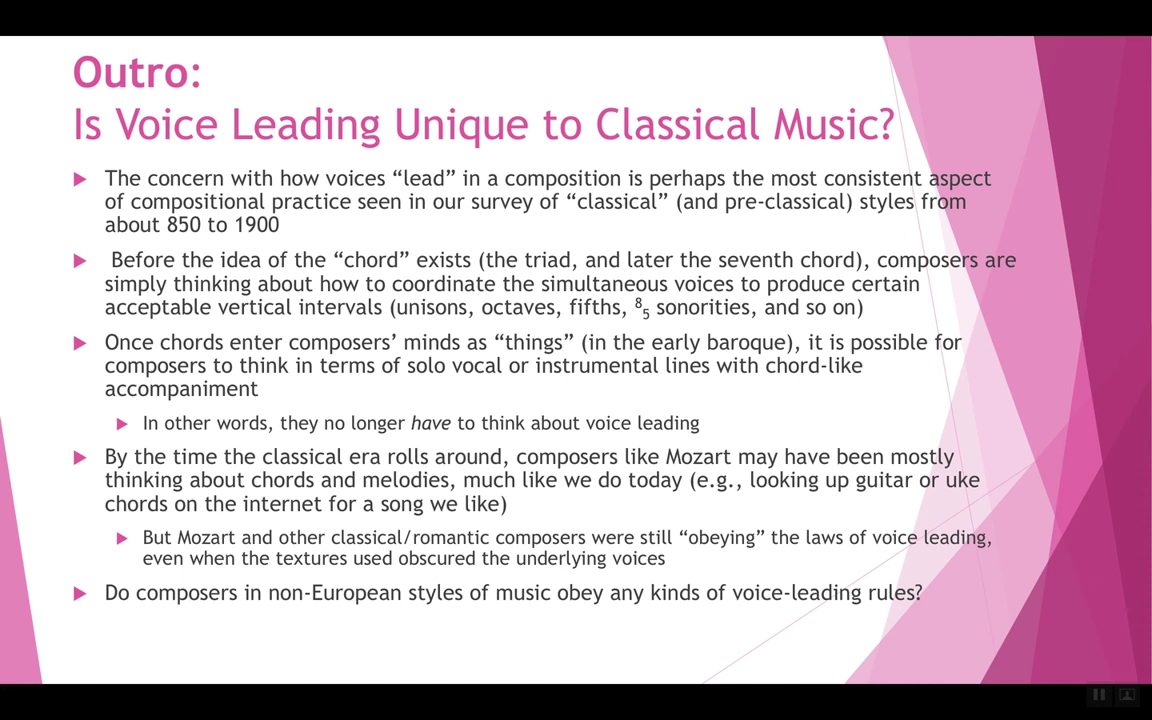 Outro:
Is Voice Leading Unique to Classical Music?
The concern with how voices “lead” in a composition is perhaps the most consistent aspect
of compositional practice seen in our survey of “classical” (and pre-classical) styles from
about 850 to 1900
Before the idea of the “chord” exists (the triad, and later the seventh chord), composers are
simply thinking about how to coordinate the simultaneous voices to produce certain
acceptable vertical intervals (unisons, octaves, fifths, ⁸₅ sonorities, and so on)
Once chords enter composers’ minds as “things” (in the early baroque), it is possible for
composers to think in terms of solo vocal or instrumental lines with chord-like
accompaniment
In other words, they no longer have to think about voice leading
By the time the classical era rolls around, composers like Mozart may have been mostly
thinking about chords and melodies, much like we do today (e.g., looking up guitar or uke
chords on the internet for a song we like)
But Mozart and other classical/romantic composers were still “obeying” the laws of voice leading,
even when the textures used obscured the underlying voices
Do composers in non-European styles of music obey any kinds of voice-leading rules?